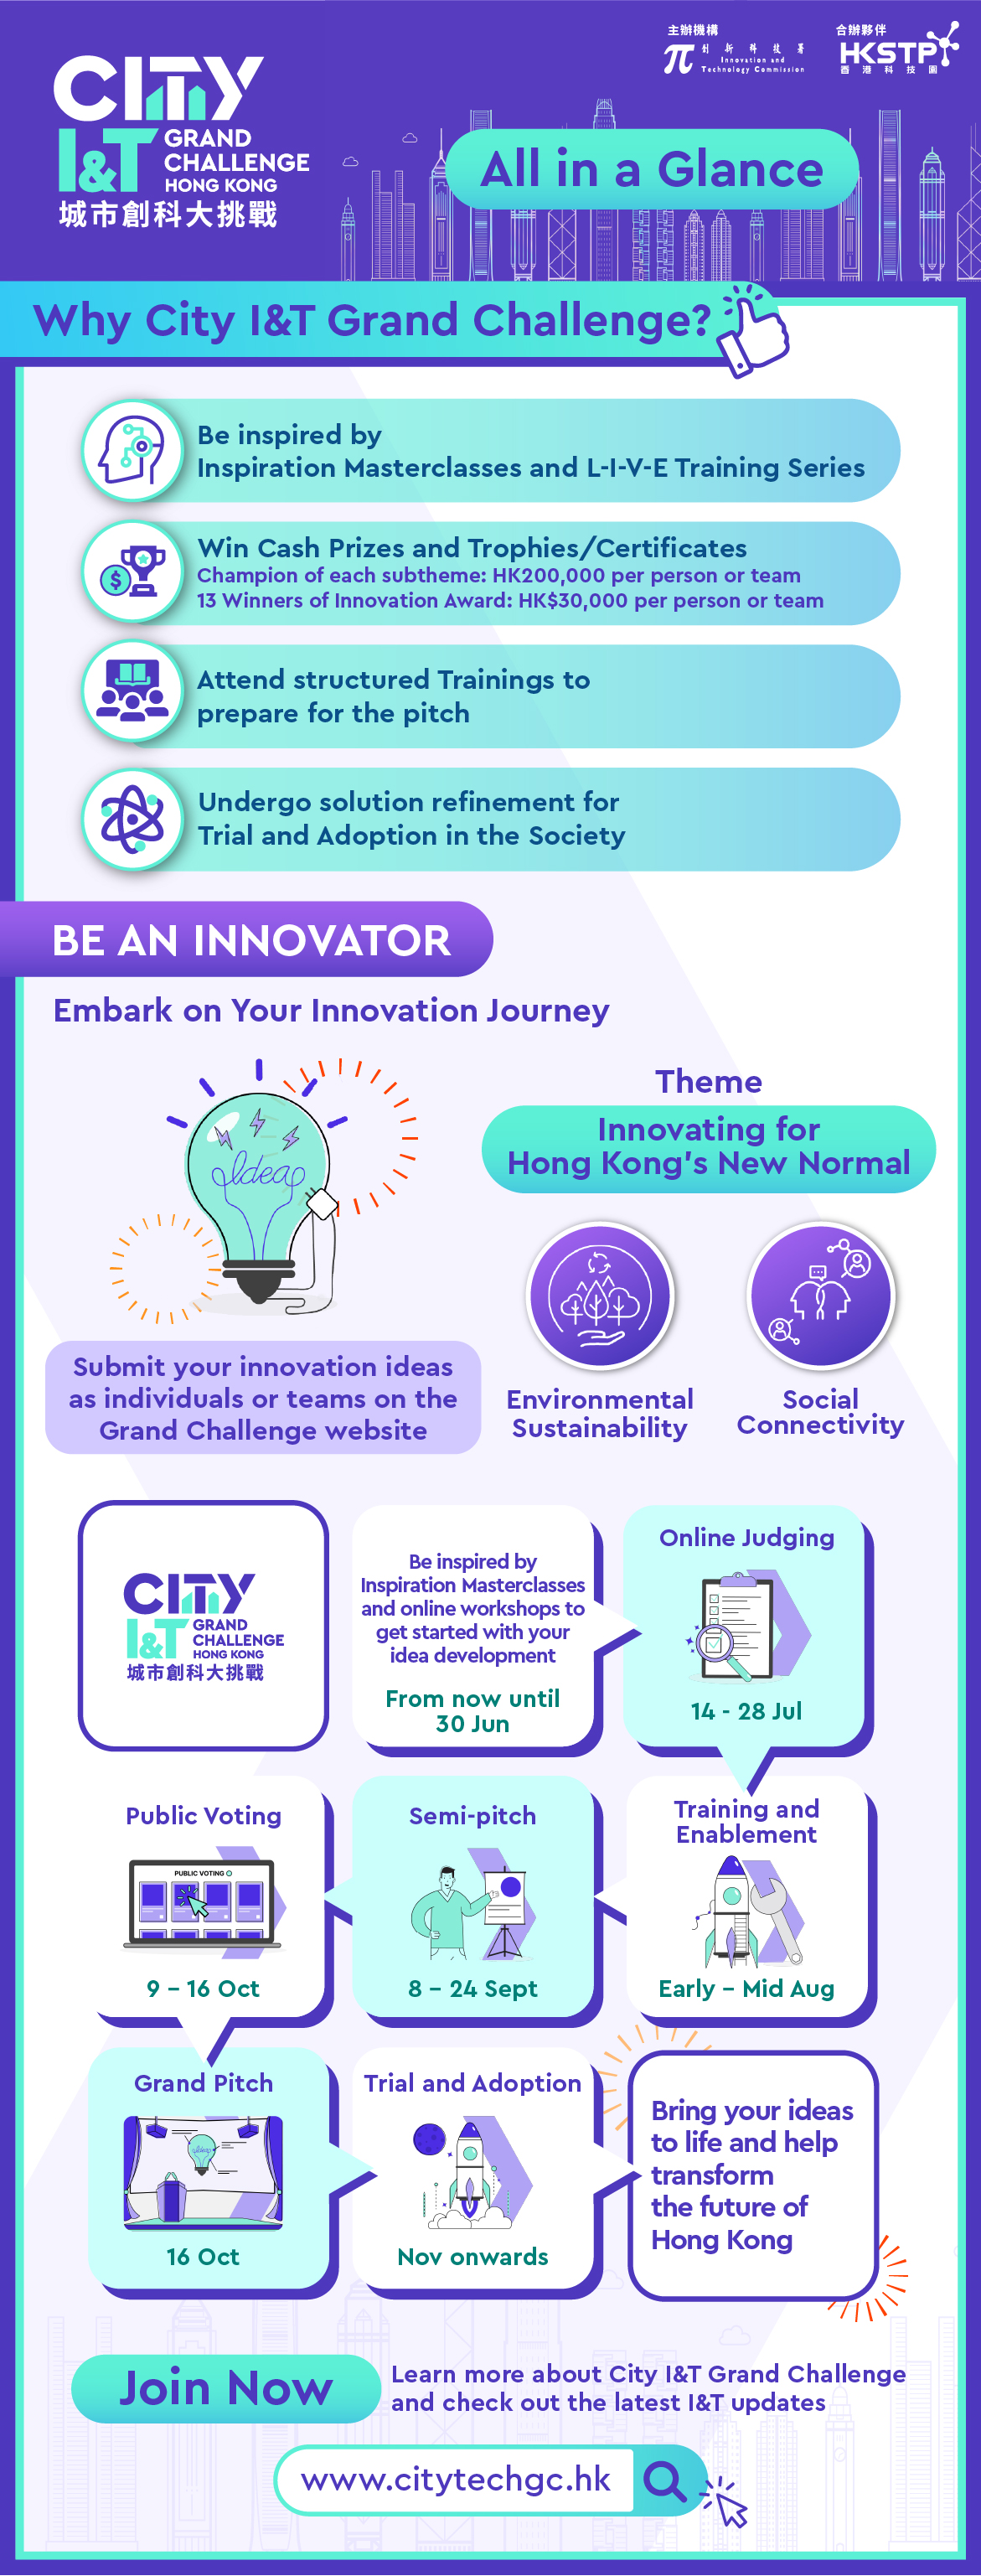 主辦機構
創新科技署
Innovation and
Technology Commission
合辦夥伴
HKSTP
香港科技園
CITY
I&T GRAND
CHALLENGE
HONG KONG
城市創科大挑戰
All in a Glance
Why City I&T Grand Challenge?
Be inspired by
Inspiration Masterclasses and L-I-V-E Training Series
$
Win Cash Prizes and Trophies/Certificates
Champion of each subtheme: HK200,000 per person or team
13 Winners of Innovation Award: HK$30,000 per person or team
Attend structured Trainings to
prepare for the pitch
Undergo solution refinement for
Trial and Adoption in the Society
BE AN INNOVATOR
Embark on Your Innovation Journey
Idea
Submit your innovation ideas
as individuals or teams on the
Grand Challenge website
Theme
Innovating for
Hong Kong's New Normal
Environmental
Sustainability
Social
Connectivity
CITY
I&T GRAND
CHALLENGE
HONG KONG
城市創科大挑戰
Be inspired by
Inspiration Masterclasses
and online workshops to
get started with your
idea development
From now until
30 Jun
Online Judging
14 - 28 Jul
Public Voting
PUBLIC VOTING
9 – 16 Oct
Semi-pitch
8 – 24 Sept
Training and
Enablement
Early – Mid Aug
Grand Pitch
Idea
16 Oct
Trial and Adoption
Nov onwards
Bring your ideas
to life and help
transform
the future of
Hong Kong
Join Now
Learn more about City I&T Grand Challenge
and check out the latest I&T updates
www.citytechgc.hk